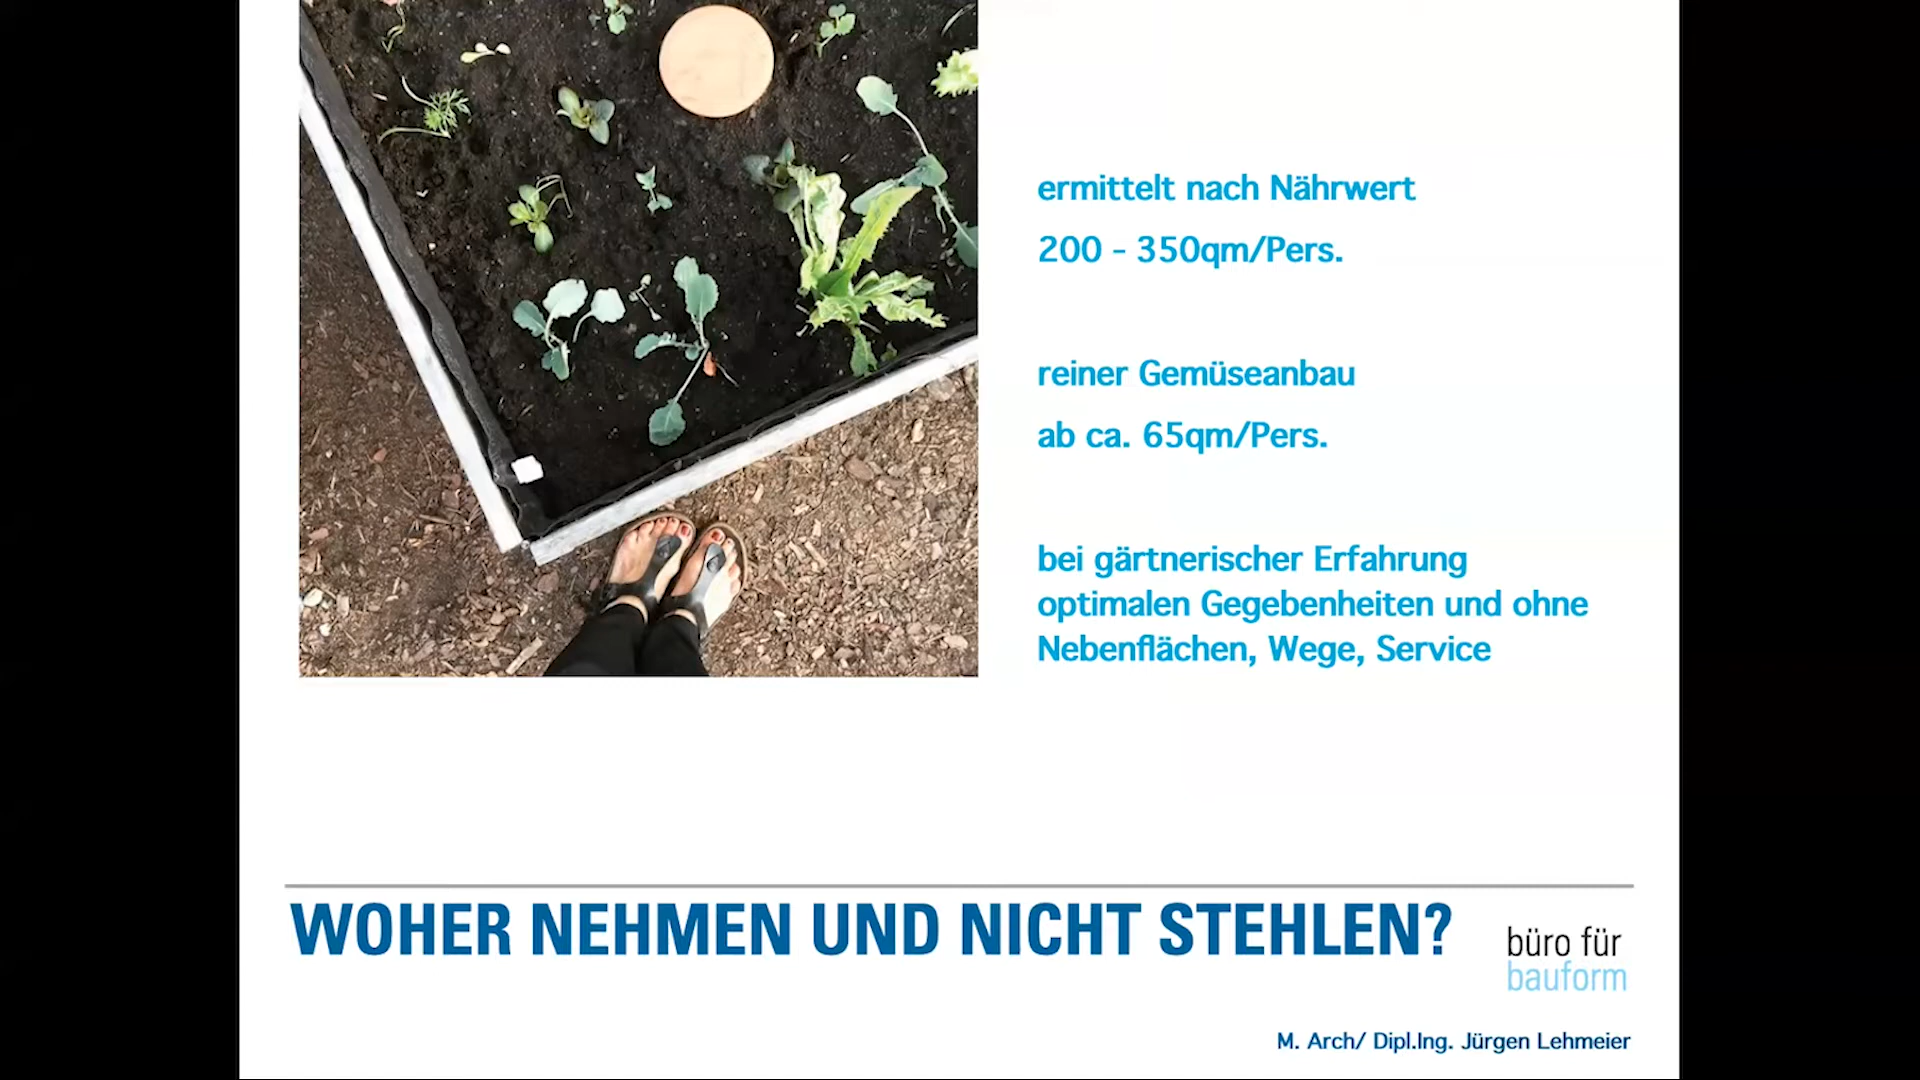 ermittelt nach Nährwert
200 - 350qm/Pers.
reiner Gemüseanbau
ab ca. 65qm/Pers.
bei gärtnerischer Erfahrung
optimalen Gegebenheiten und ohne
Nebenflächen, Wege, Service
WOHER NEHMEN UND NICHT STEHLEN?
büro für
bauform
M. Arch/ Dipl.Ing. Jürgen Lehmeier